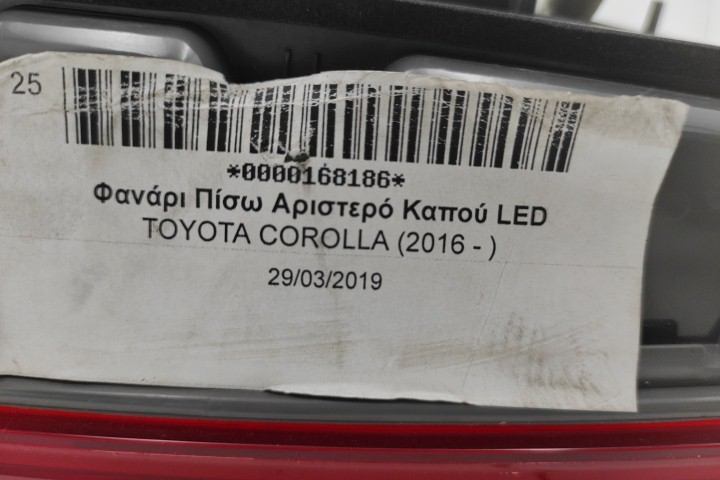 25
*0000168186*
Φανάρι Πίσω Αριστερό Καπού LED
TOYOTA COROLLA (2016 - )
29/03/2019